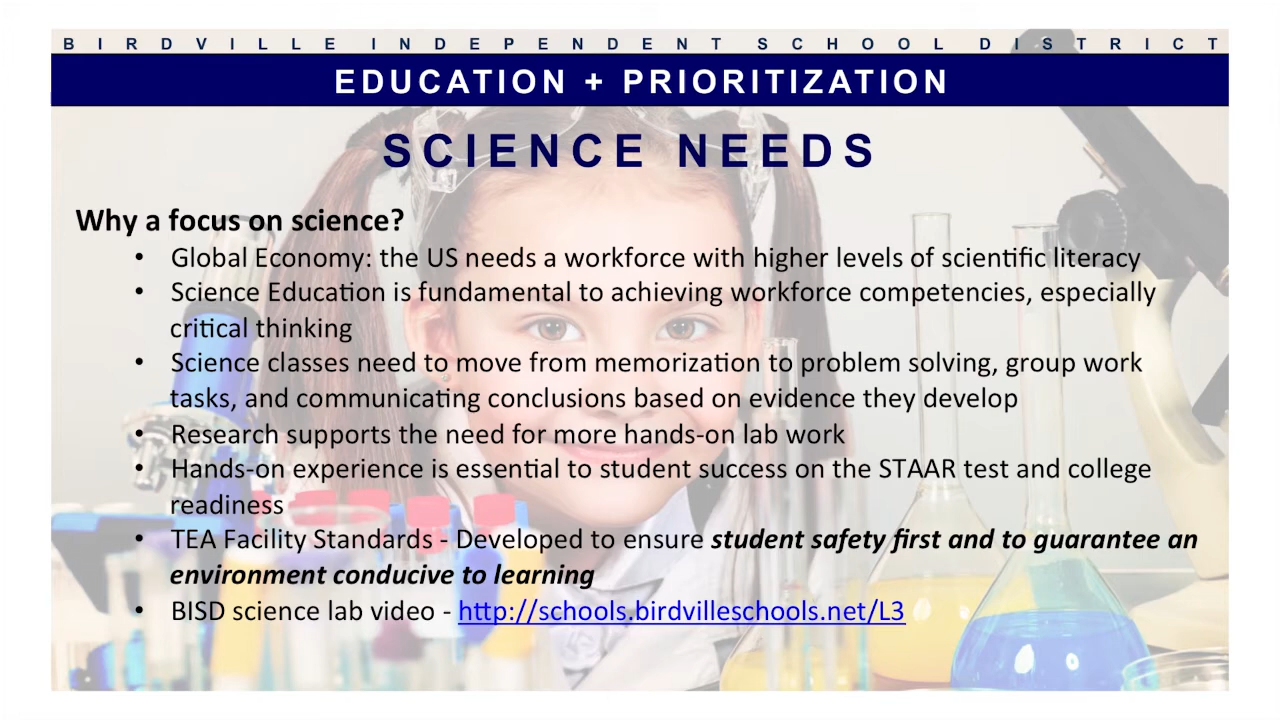 BIRDVILLE INDEPENDENT SCHOOL DISTRICT
EDUCATION + PRIORITIZATION
SCIENCE NEEDS
Why a focus on science?
• Global Economy: the US needs a workforce with higher levels of scientific literacy
• Science Education is fundamental to achieving workforce competencies, especially
critical thinking
• Science classes need to move from memorization to problem solving, group work
tasks, and communicating conclusions based on evidence they develop
• Research supports the need for more hands-on lab work
• Hands-on experience is essential to student success on the STAAR test and college
readiness
• TEA Facility Standards - Developed to ensure student safety first and to guarantee an
environment conducive to learning
• BISD science lab video - http://schools.birdvilleschools.net/L3